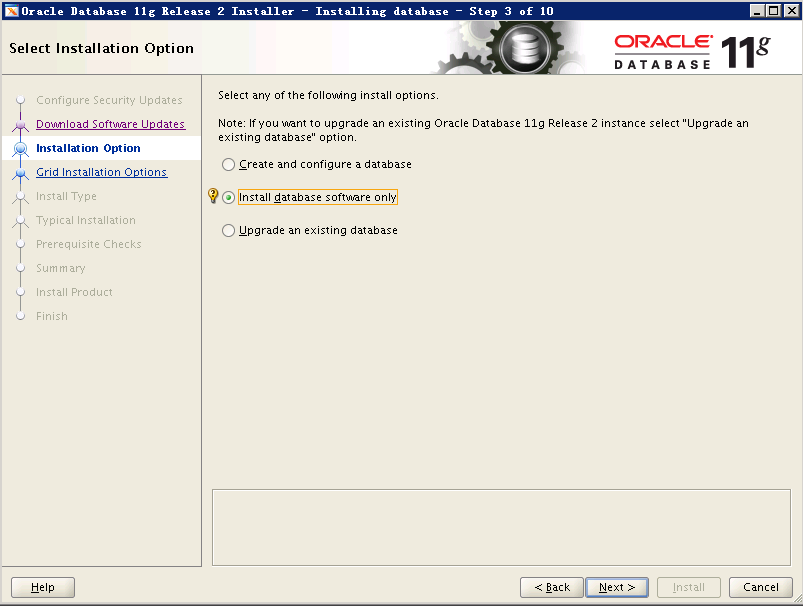 Oracle Database 11g Release 2 Installer - Installing database - Step 3 of 10
Select Installation Option
ORACLE
DATABASE
11g
Configure Security Updates
Download Software Updates
Installation Option
Grid Installation Options
Install Type
Typical Installation
Prerequisite Checks
Summary
Install Product
Finish
Select any of the following install options.
Note: If you want to upgrade an existing Oracle Database 11g Release 2 instance select "Upgrade an
existing database" option.
Create and configure a database
Install database software only
Upgrade an existing database
Help
< Back
Next >
Install
Cancel